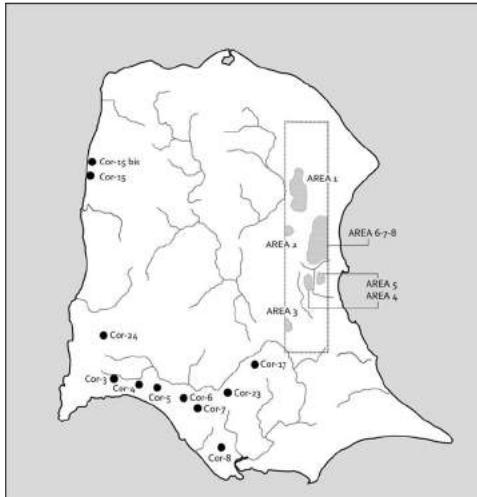 Cor-15 bis
Cor-15
AREA 1
AREA 2
AREA 6-7-8
AREA 5
AREA 4
AREA 3
Cor-24
Cor-17
Cor-3
Cor-4
Cor-5
Cor-6
Cor-23
Cor-7
Cor-8